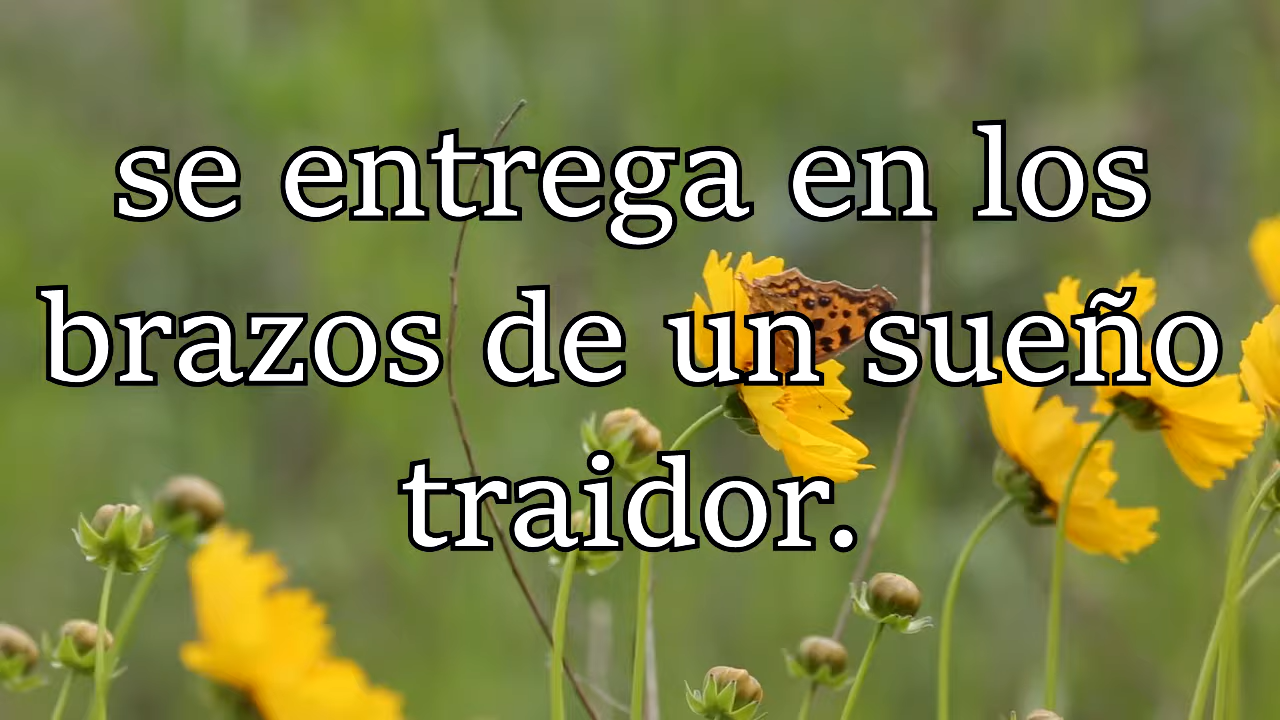 se entrega en los
brazos de un sueño
traidor.